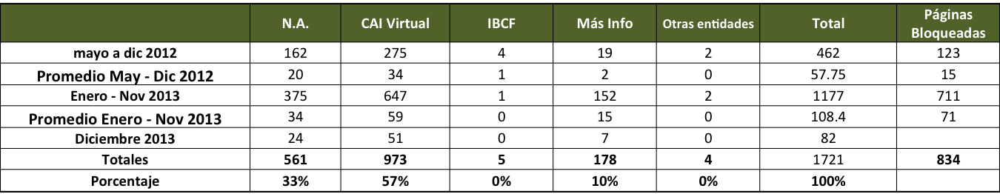 N.A. CAI Virtual IBCF Más Info Otras entidades Total Páginas Bloqueadas
mayo a dic 2012 162 275 4 19 2 462 123
Promedio May - Dic 2012 20 34 1 2 0 57.75 15
Enero - Nov 2013 375 647 1 152 2 1177 711
Promedio Enero - Nov 2013 34 59 0 15 0 108.4 71
Diciembre 2013 24 51 0 7 0 82
Totales 561 973 5 178 4 1721 834
Porcentaje 33% 57% 0% 10% 0% 100%